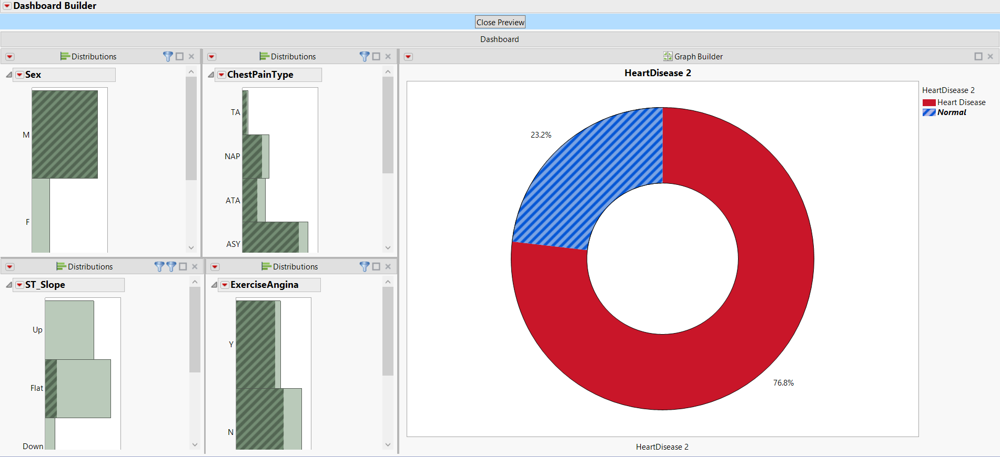 Dashboard Builder
Close Preview
Dashboard
Distributions
Sex
M
F
Distributions
ChestPainType
TA
NAP
ATA
ASY
Distributions
ST_Slope
Up
Flat
Down
Distributions
ExerciseAngina
Y
N
Graph Builder
HeartDisease 2
23.2%
76.8%
HeartDisease 2
HeartDisease 2
Heart Disease
Normal